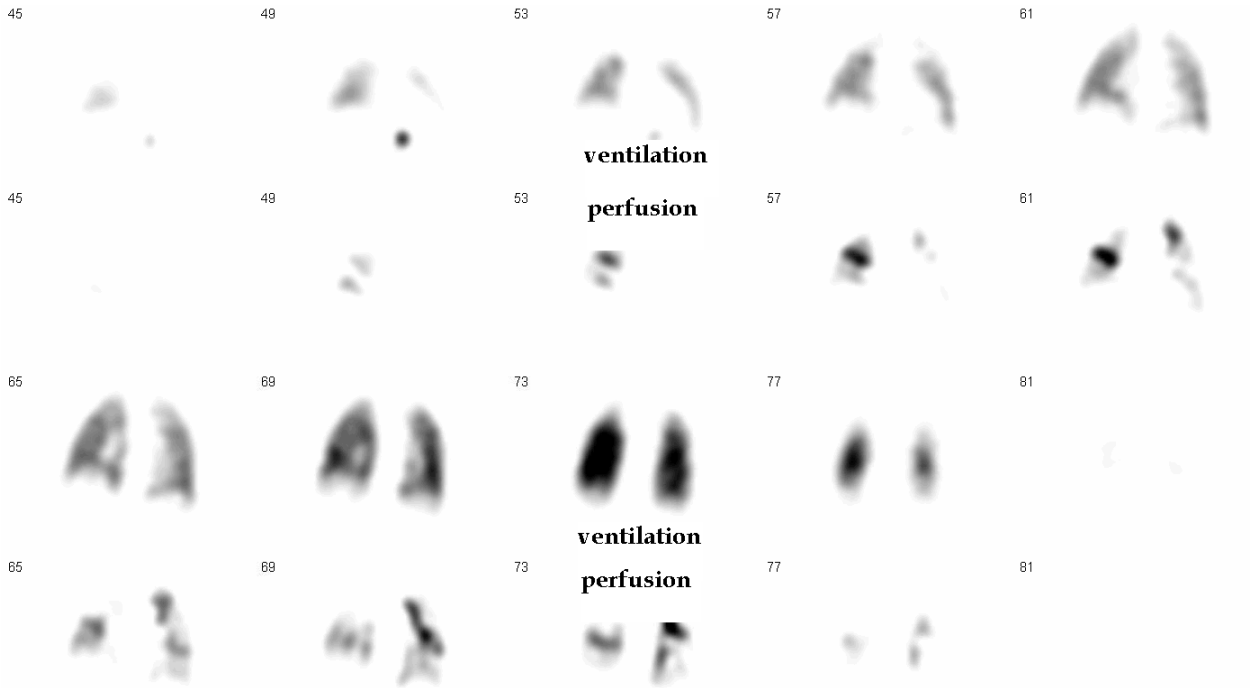 45 49 53 57 61
ventilation
perfusion
45 49 53 57 61
65 69 73 77 81
ventilation
perfusion
65 69 73 77 81